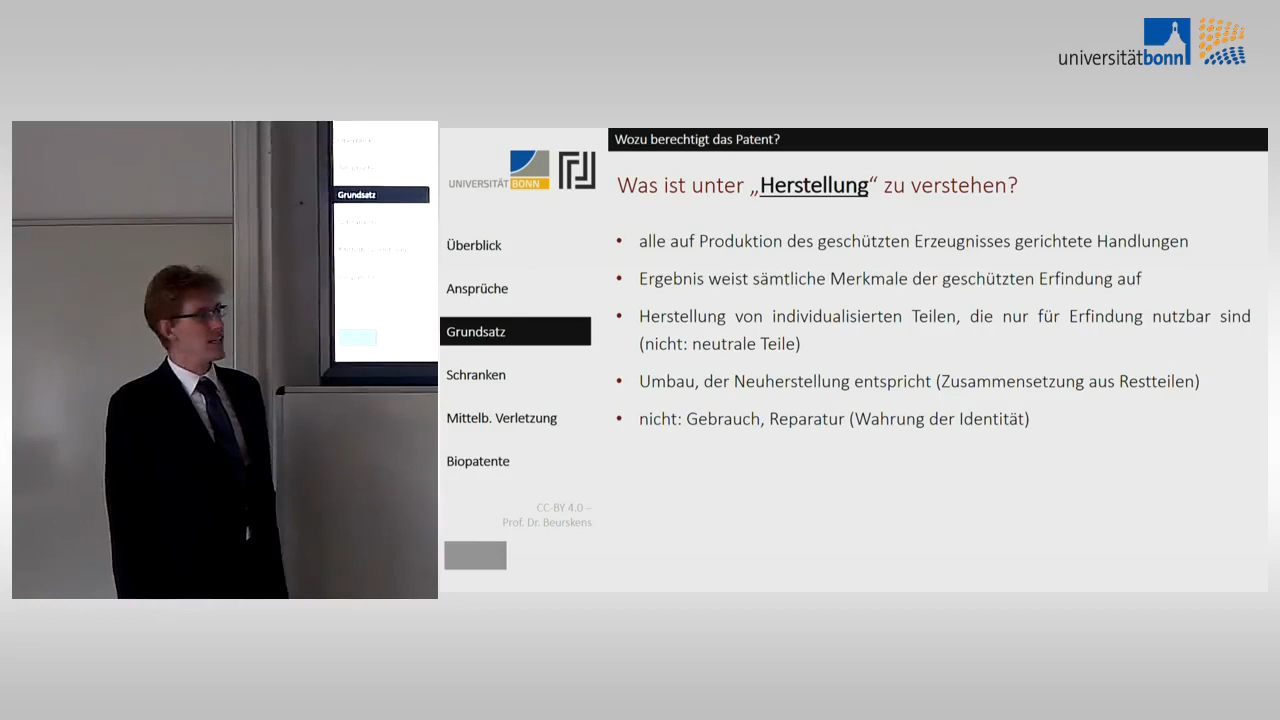 universitätbonn
Grundsatz
UNIVERSITÄT BONN
Überblick
Ansprüche
Grundsatz
Schranken
Mittelb. Verletzung
Biopatente
CC-BY 4.0 –
Prof. Dr. Beurskens
Wozu berechtigt das Patent?
Was ist unter „Herstellung“ zu verstehen?
• alle auf Produktion des geschützten Erzeugnisses gerichtete Handlungen
• Ergebnis weist sämtliche Merkmale der geschützten Erfindung auf
• Herstellung von individualisierten Teilen, die nur für Erfindung nutzbar sind
(nicht: neutrale Teile)
• Umbau, der Neuherstellung entspricht (Zusammensetzung aus Restteilen)
• nicht: Gebrauch, Reparatur (Wahrung der Identität)